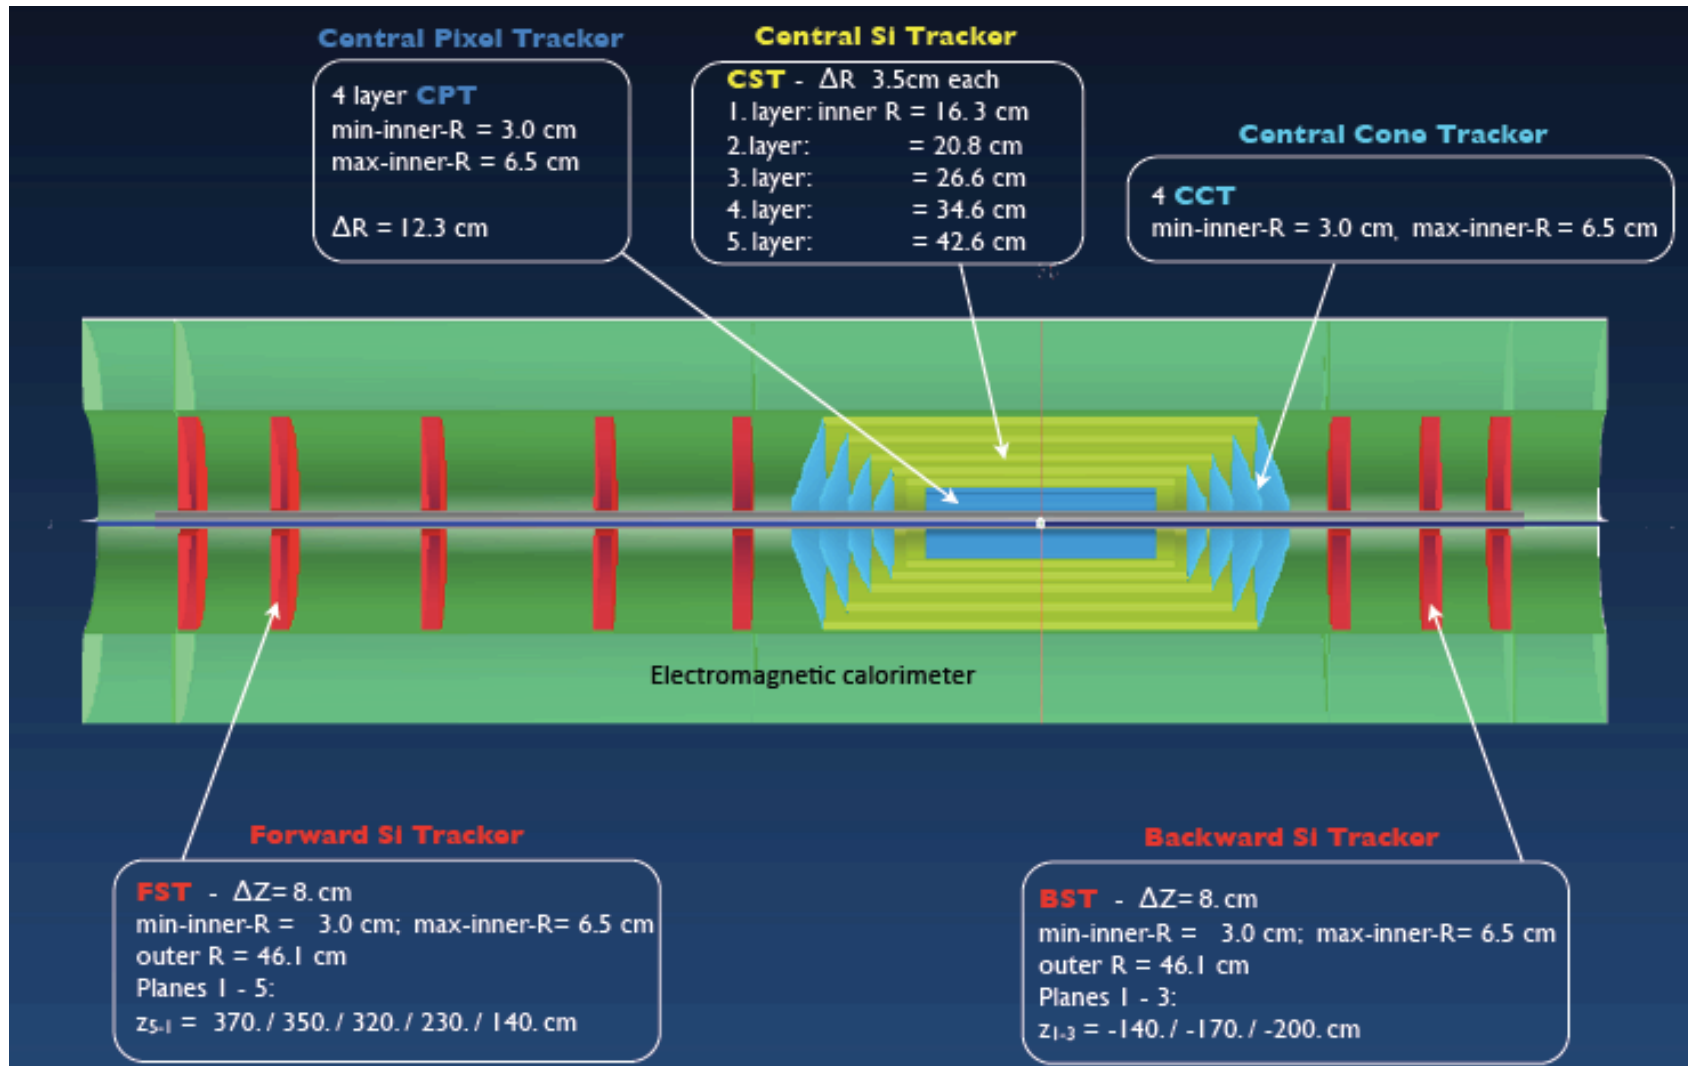 Central Pixel Tracker
4 layer CPT
min-inner-R = 3.0 cm
max-inner-R = 6.5 cm
ΔR = 12.3 cm
Central Si Tracker
CST - ΔR 3.5cm each
1. layer: inner R = 16.3 cm
2. layer: = 20.8 cm
3. layer: = 26.6 cm
4. layer: = 34.6 cm
5. layer: = 42.6 cm
Central Cone Tracker
4 CCT
min-inner-R = 3.0 cm, max-inner-R = 6.5 cm
Electromagnetic calorimeter
Forward Si Tracker
FST - ΔZ= 8. cm
min-inner-R = 3.0 cm; max-inner-R= 6.5 cm
outer R = 46.1 cm
Planes 1 - 5:
z5-1 = 370. / 350. / 320. / 230. / 140. cm
Backward Si Tracker
BST - ΔZ= 8. cm
min-inner-R = 3.0 cm; max-inner-R= 6.5 cm
outer R = 46.1 cm
Planes 1 - 3:
z1-3 = -140. / -170. / -200. cm